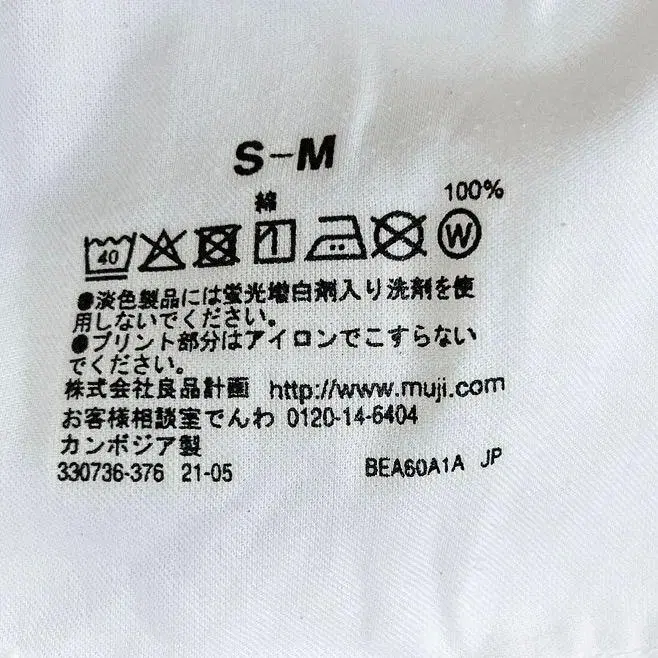 S-M
綿 100%
40 W
●淡色製品には蛍光増白剤入り洗剤を使
用しないでください。
●プリント部分はアイロンでこすらない
でください。
株式会社良品計画 http://www.muji.com
お客様相談室でんわ 0120-14-6404
カンボジア製
330736-376 21-05 BEA60A1A JP